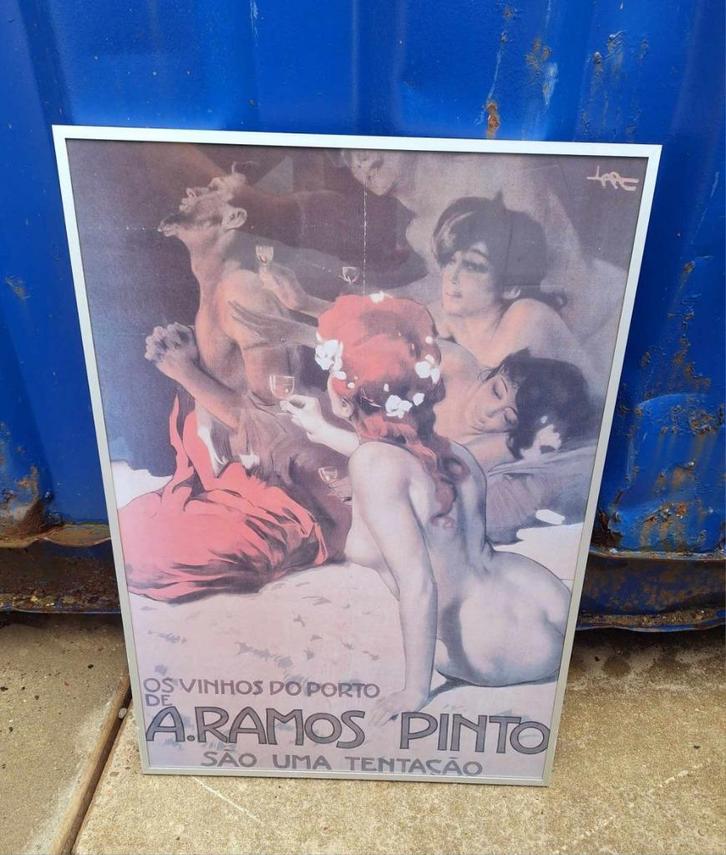 OS VINHOS DO PORTO
DE
A.RAMOS PINTO
SÃO UMA TENTAÇÃO